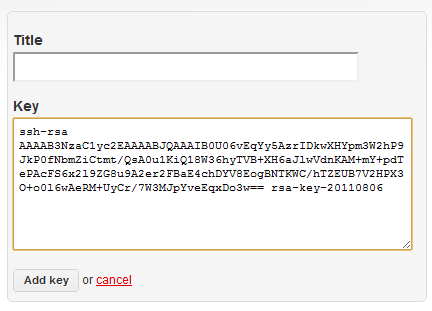 Title
Key
ssh-rsa
AAAAB3NzaC1yc2EAAAABJQAAAIB0U06vEqYy5AzrIDkwXHYpm3W2hP9
JkP0fNbmZiCtmt/QsA0u1KiQ18W36hyTVB+XH6aJlwVdnKAM+mY+pdT
ePAcFS6x2l9ZG8u9A2er2FBaE4chDYV8EogBNTKWC/hTZEUB7V2HPX3
O+o0l6wAeRM+UyCr/7W3MJpYveEqxDo3w== rsa-key-20110806
Add key or cancel